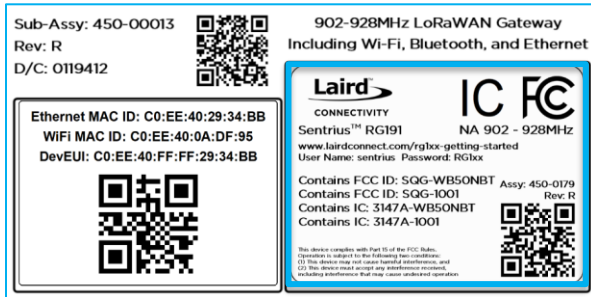 Sub-Assy: 450-00013
Rev: R
D/C: 0119412
902-928MHz LoRaWAN Gateway
Including Wi-Fi, Bluetooth, and Ethernet
Ethernet MAC ID: C0:EE:40:29:34:BB
WiFi MAC ID: C0:EE:40:0A:DF:95
DevEUI: C0:EE:40:FF:FF:29:34:BB
Laird
CONNECTIVITY
IC FC
Sentrius™ RG191
NA 902 - 928MHz
www.lairdconnect.com/rg1xx-getting-started
User Name: sentrius Password: RG1xx
Contains FCC ID: SQG-WB50NBT
Contains FCC ID: SQG-1001
Contains IC: 3147A-WB50NBT
Contains IC: 3147A-1001
Assy: 450-0179
Rev: R
This device complies with Part 15 of the FCC Rules.
Operation is subject to the following two conditions:
(1) This device may not cause harmful interference, and
(2) This device must accept any interference received,
including interference that may cause undesired operation